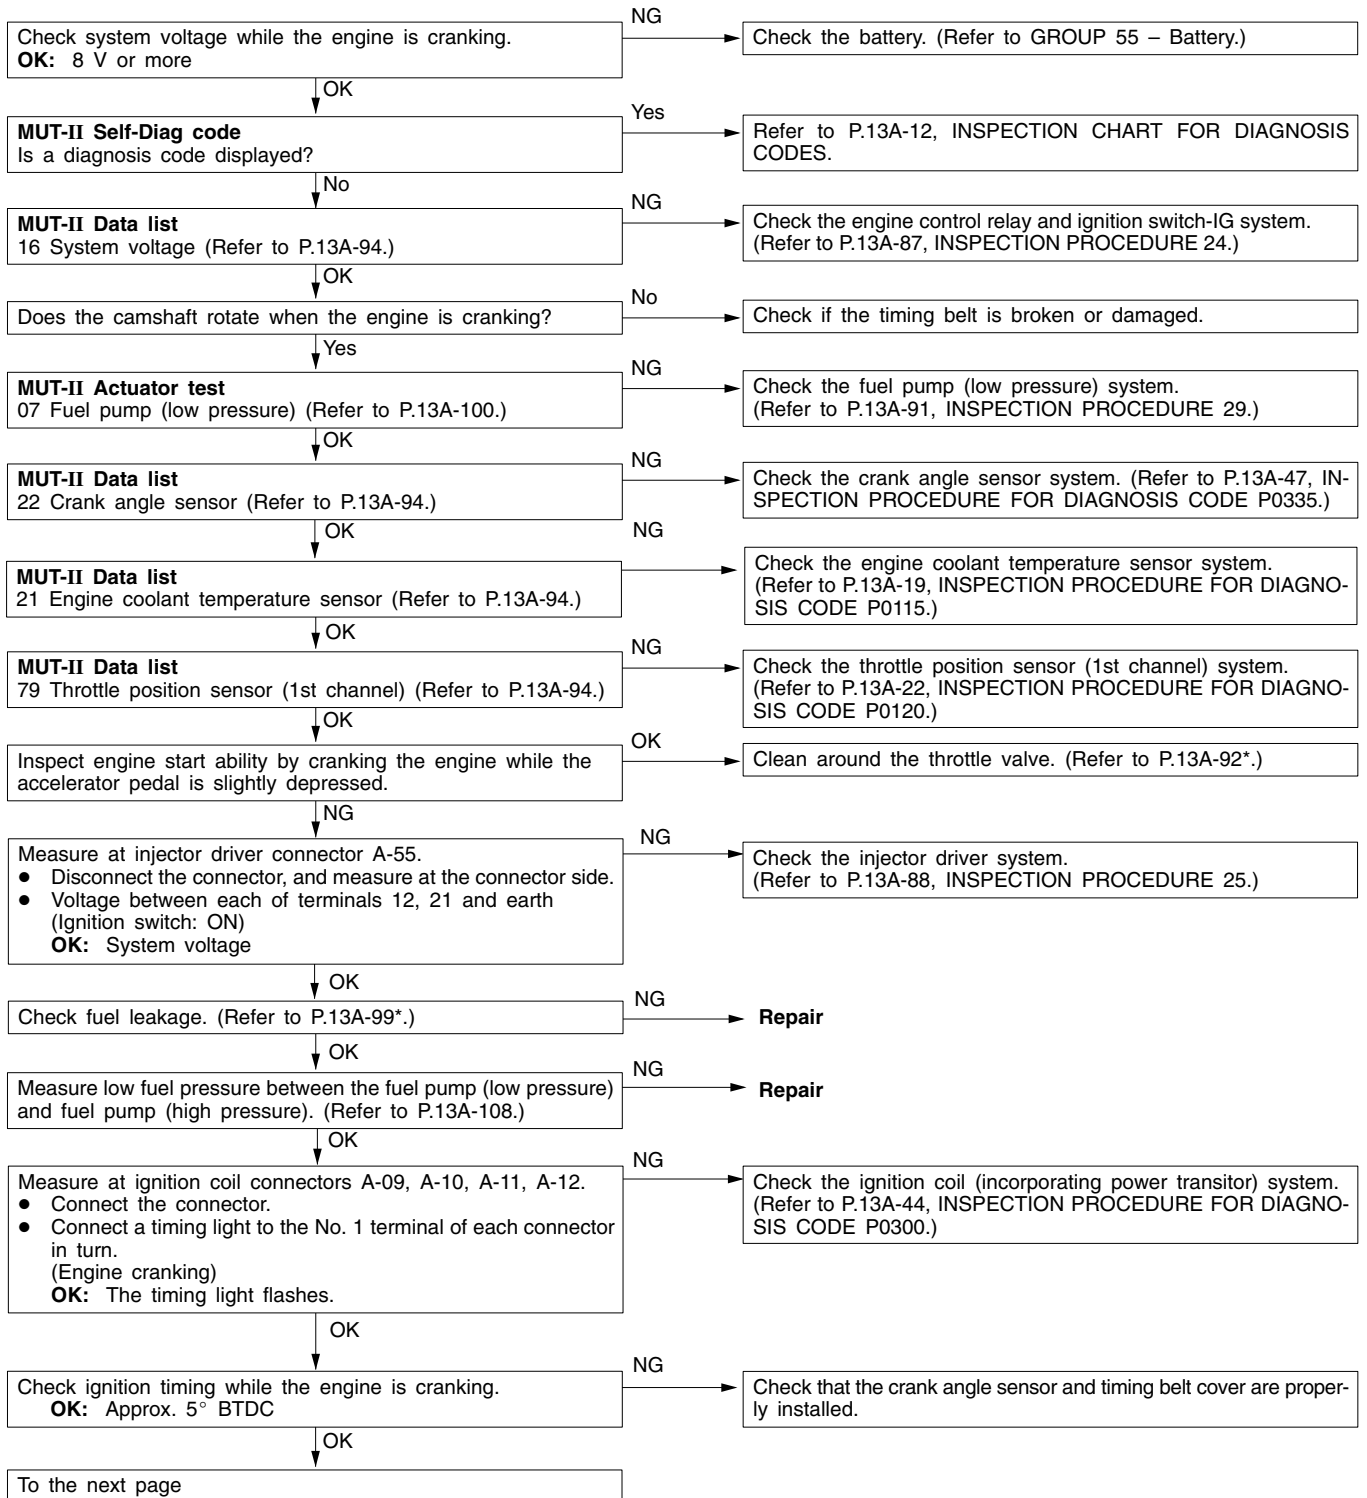 NG
Check system voltage while the engine is cranking.
OK: 8 V or more
Check the battery. (Refer to GROUP 55 – Battery.)
OK
MUT-II Self-Diag code
Is a diagnosis code displayed?
Yes
Refer to P.13A-12, INSPECTION CHART FOR DIAGNOSIS
CODES.
No
MUT-II Data list
16 System voltage (Refer to P.13A-94.)
NG
Check the engine control relay and ignition switch-IG system.
(Refer to P.13A-87, INSPECTION PROCEDURE 24.)
OK
Does the camshaft rotate when the engine is cranking?
No
Check if the timing belt is broken or damaged.
Yes
MUT-II Actuator test
07 Fuel pump (low pressure) (Refer to P.13A-100.)
NG
Check the fuel pump (low pressure) system.
(Refer to P.13A-91, INSPECTION PROCEDURE 29.)
OK
MUT-II Data list
22 Crank angle sensor (Refer to P.13A-94.)
NG
Check the crank angle sensor system. (Refer to P.13A-47, IN-
SPECTION PROCEDURE FOR DIAGNOSIS CODE P0335.)
OK
NG
MUT-II Data list
21 Engine coolant temperature sensor (Refer to P.13A-94.)
Check the engine coolant temperature sensor system.
(Refer to P.13A-19, INSPECTION PROCEDURE FOR DIAGNO-
SIS CODE P0115.)
OK
MUT-II Data list
79 Throttle position sensor (1st channel) (Refer to P.13A-94.)
NG
Check the throttle position sensor (1st channel) system.
(Refer to P.13A-22, INSPECTION PROCEDURE FOR DIAGNO-
SIS CODE P0120.)
OK
Inspect engine start ability by cranking the engine while the
accelerator pedal is slightly depressed.
OK
Clean around the throttle valve. (Refer to P.13A-92*.)
NG
Measure at injector driver connector A-55.
● Disconnect the connector, and measure at the connector side.
● Voltage between each of terminals 12, 21 and earth
(Ignition switch: ON)
OK: System voltage
NG
Check the injector driver system.
(Refer to P.13A-88, INSPECTION PROCEDURE 25.)
OK
Check fuel leakage. (Refer to P.13A-99*.)
NG
Repair
OK
Measure low fuel pressure between the fuel pump (low pressure)
and fuel pump (high pressure). (Refer to P.13A-108.)
NG
Repair
OK
Measure at ignition coil connectors A-09, A-10, A-11, A-12.
● Connect the connector.
● Connect a timing light to the No. 1 terminal of each connector
in turn.
(Engine cranking)
OK: The timing light flashes.
NG
Check the ignition coil (incorporating power transitor) system.
(Refer to P.13A-44, INSPECTION PROCEDURE FOR DIAGNO-
SIS CODE P0300.)
OK
Check ignition timing while the engine is cranking.
OK: Approx. 5° BTDC
NG
Check that the crank angle sensor and timing belt cover are proper-
ly installed.
OK
To the next page